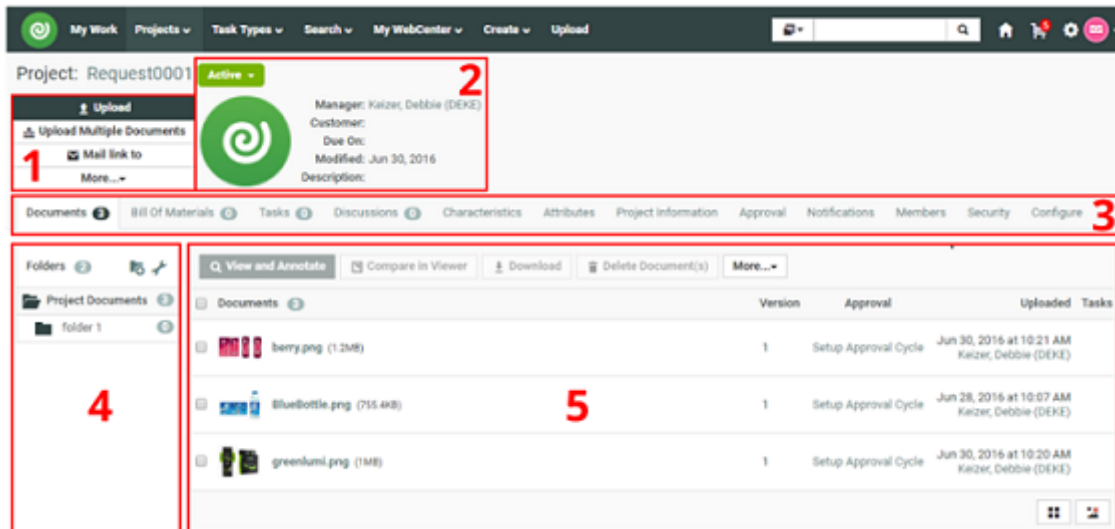 My Work Projects Task Types Search My WebCenter Create Upload 5
Project: Request0001 Active 2
Upload
Upload Multiple Documents
1 Mail link to
More...
Manager: Keizer, Debbie (DEKE)
Customer:
Due On:
Modified: Jun 30, 2016
Description:
Documents 3 Bill Of Materials 0 Tasks 0 Discussions 0 Characteristics Attributes Project Information Approval Notifications Members Security Configure 3
Folders 2
Project Documents 3
folder 1 0
4
View and Annotate Compare in Viewer Download Delete Document(s) More...
Documents 3 Version Approval Uploaded Tasks
berry.png (1.2MB) 1 Setup Approval Cycle Jun 30, 2016 at 10:21 AM
Keizer, Debbie (DEKE)
5
BlueBottle.png (755.4KB) 1 Setup Approval Cycle Jun 28, 2016 at 10:07 AM
Keizer, Debbie (DEKE)
greenlumi.png (1MB) 1 Setup Approval Cycle Jun 30, 2016 at 10:20 AM
Keizer, Debbie (DEKE)